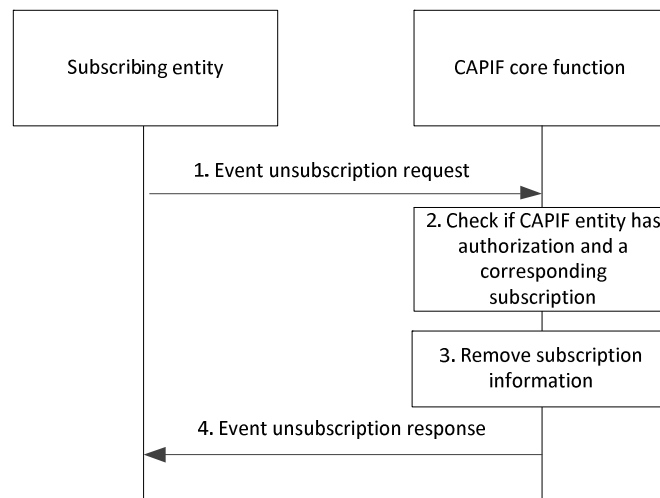 Subscribing entity
CAPIF core function
1. Event unsubscription request
2. Check if CAPIF entity has
authorization and a
corresponding
subscription
3. Remove subscription
information
4. Event unsubscription response